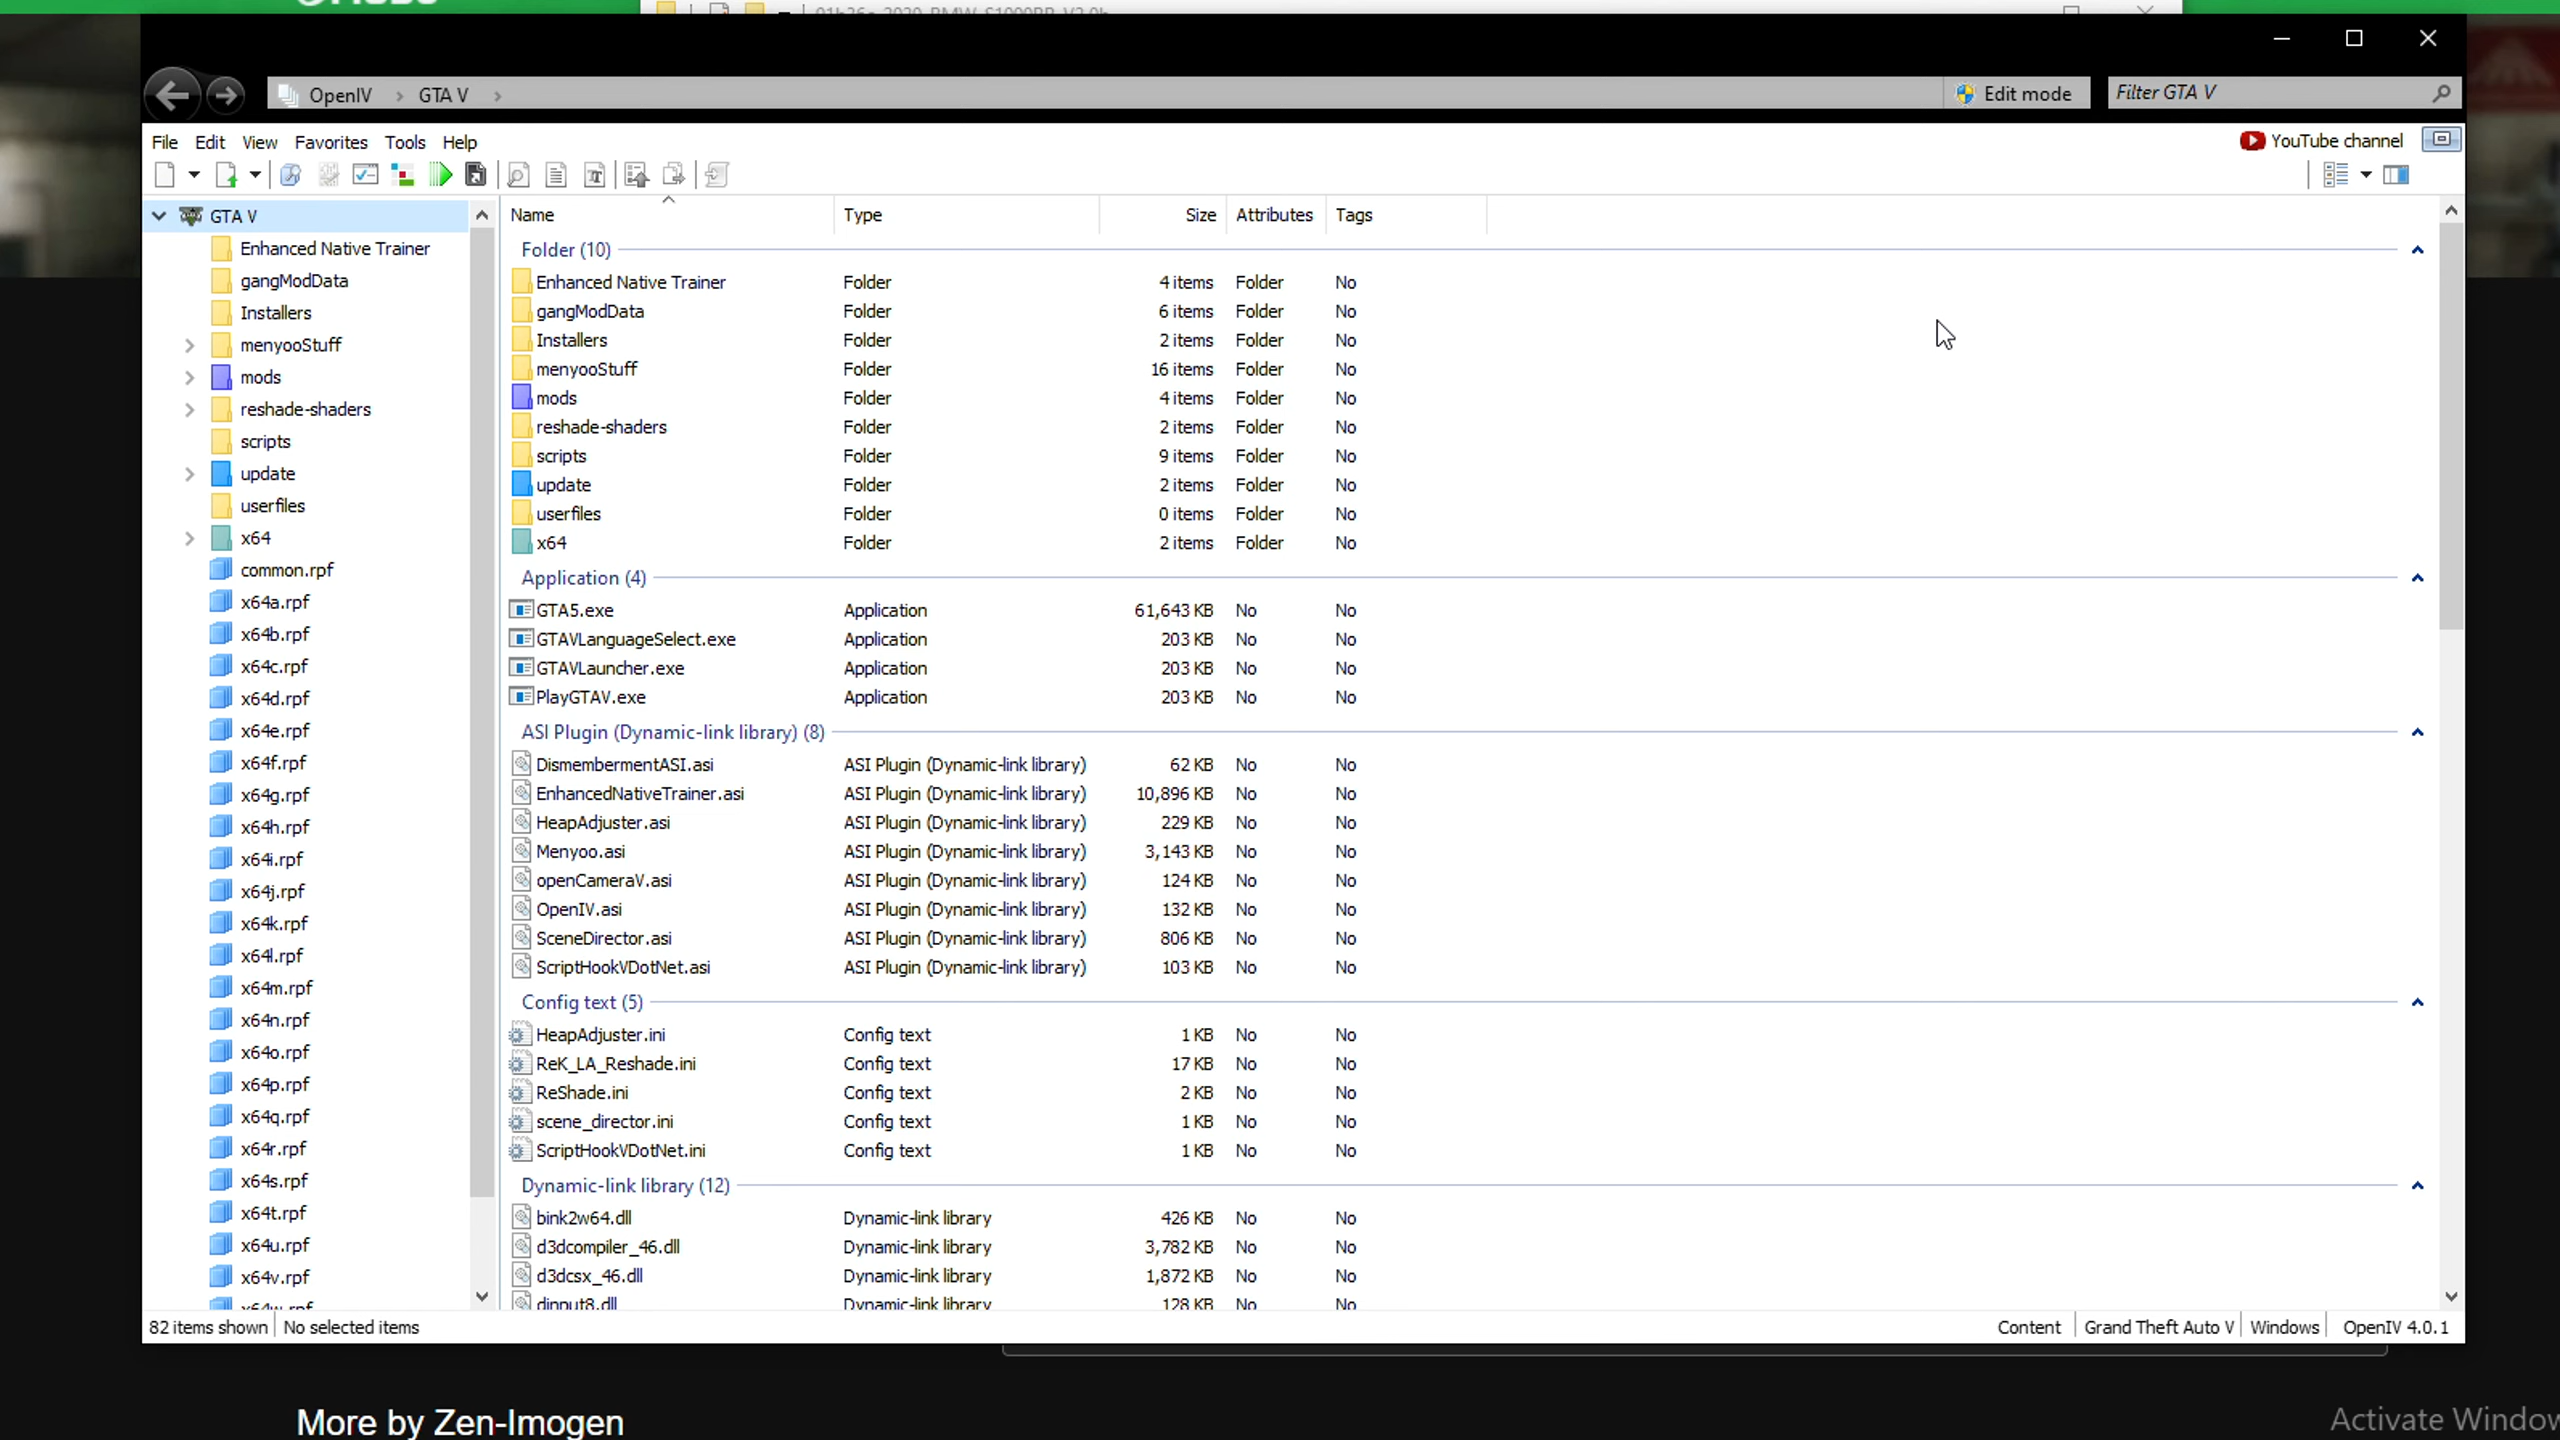 OpenIV > GTA V >
Edit mode
Filter GTA V
File Edit View Favorites Tools Help
YouTube channel
GTA V
Enhanced Native Trainer
gangModData
Installers
menyooStuff
mods
reshade-shaders
scripts
update
userfiles
x64
common.rpf
x64a.rpf
x64b.rpf
x64c.rpf
x64d.rpf
x64e.rpf
x64f.rpf
x64g.rpf
x64h.rpf
x64i.rpf
x64j.rpf
x64k.rpf
x64l.rpf
x64m.rpf
x64n.rpf
x64o.rpf
x64p.rpf
x64q.rpf
x64r.rpf
x64s.rpf
x64t.rpf
x64u.rpf
x64v.rpf
x64w.rpf
Name Type Size Attributes Tags
Folder (10)
Enhanced Native Trainer Folder 4 items Folder No
gangModData Folder 6 items Folder No
Installers Folder 2 items Folder No
menyooStuff Folder 16 items Folder No
mods Folder 4 items Folder No
reshade-shaders Folder 2 items Folder No
scripts Folder 9 items Folder No
update Folder 2 items Folder No
userfiles Folder 0 items Folder No
x64 Folder 2 items Folder No
Application (4)
GTA5.exe Application 61,643 KB No No
GTAVLanguageSelect.exe Application 203 KB No No
GTAVLauncher.exe Application 203 KB No No
PlayGTAV.exe Application 203 KB No No
ASI Plugin (Dynamic-link library) (8)
DismembermentASI.asi ASI Plugin (Dynamic-link library) 62 KB No No
EnhancedNativeTrainer.asi ASI Plugin (Dynamic-link library) 10,896 KB No No
HeapAdjuster.asi ASI Plugin (Dynamic-link library) 229 KB No No
Menyoo.asi ASI Plugin (Dynamic-link library) 3,143 KB No No
openCameraV.asi ASI Plugin (Dynamic-link library) 124 KB No No
OpenIV.asi ASI Plugin (Dynamic-link library) 132 KB No No
SceneDirector.asi ASI Plugin (Dynamic-link library) 806 KB No No
ScriptHookVDotNet.asi ASI Plugin (Dynamic-link library) 103 KB No No
Config text (5)
HeapAdjuster.ini Config text 1 KB No No
ReK_LA_Reshade.ini Config text 17 KB No No
ReShade.ini Config text 2 KB No No
scene_director.ini Config text 1 KB No No
ScriptHookVDotNet.ini Config text 1 KB No No
Dynamic-link library (12)
bink2w64.dll Dynamic-link library 426 KB No No
d3dcompiler_46.dll Dynamic-link library 3,782 KB No No
d3dcsx_46.dll Dynamic-link library 1,872 KB No No
dinput8.dll Dynamic-link library 128 KB No No
82 items shown No selected items
Content Grand Theft Auto V Windows OpenIV 4.0.1
More by Zen-Imogen
Activate Window